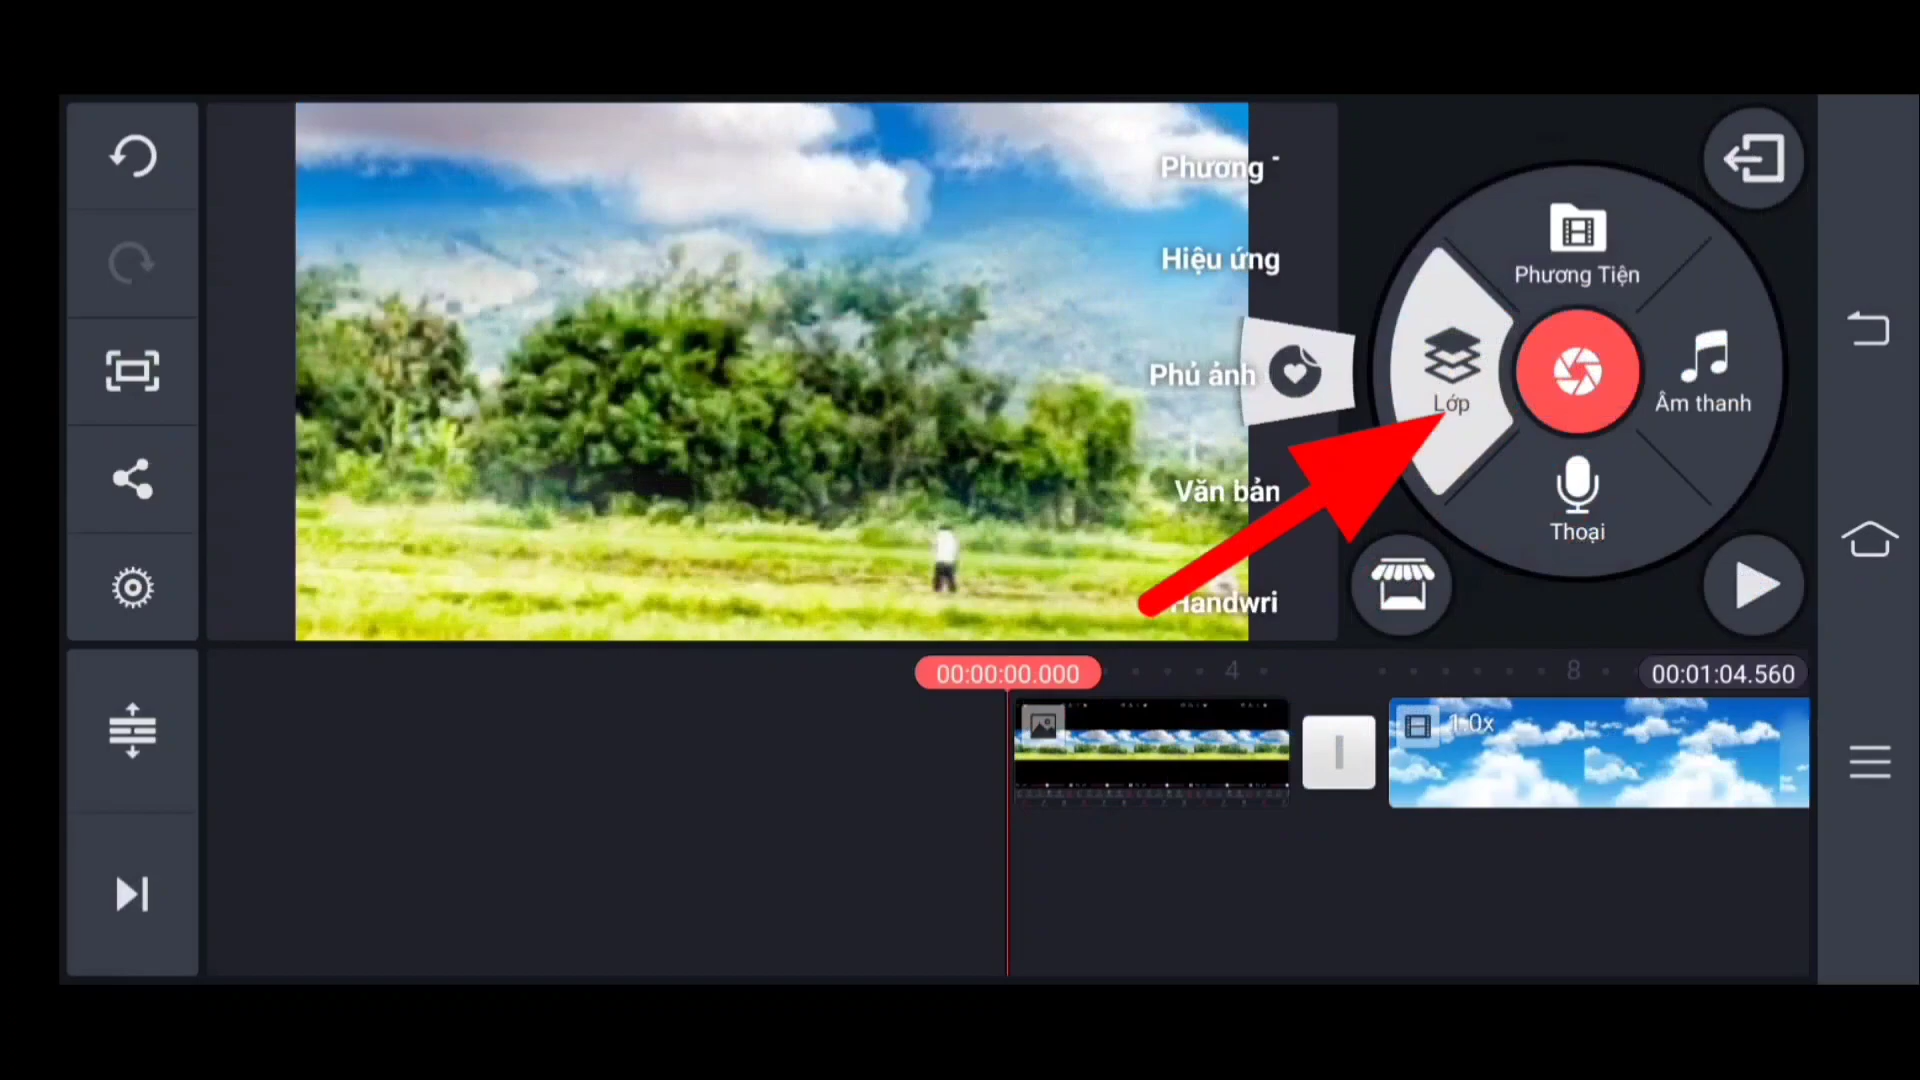 Phương T
Hiệu ứng
Phủ ảnh
Văn bản
Handwri
Phương Tiện
Lớp
Âm thanh
Thoại
00:00:00.000
4
8
00:01:04.560
1.0x